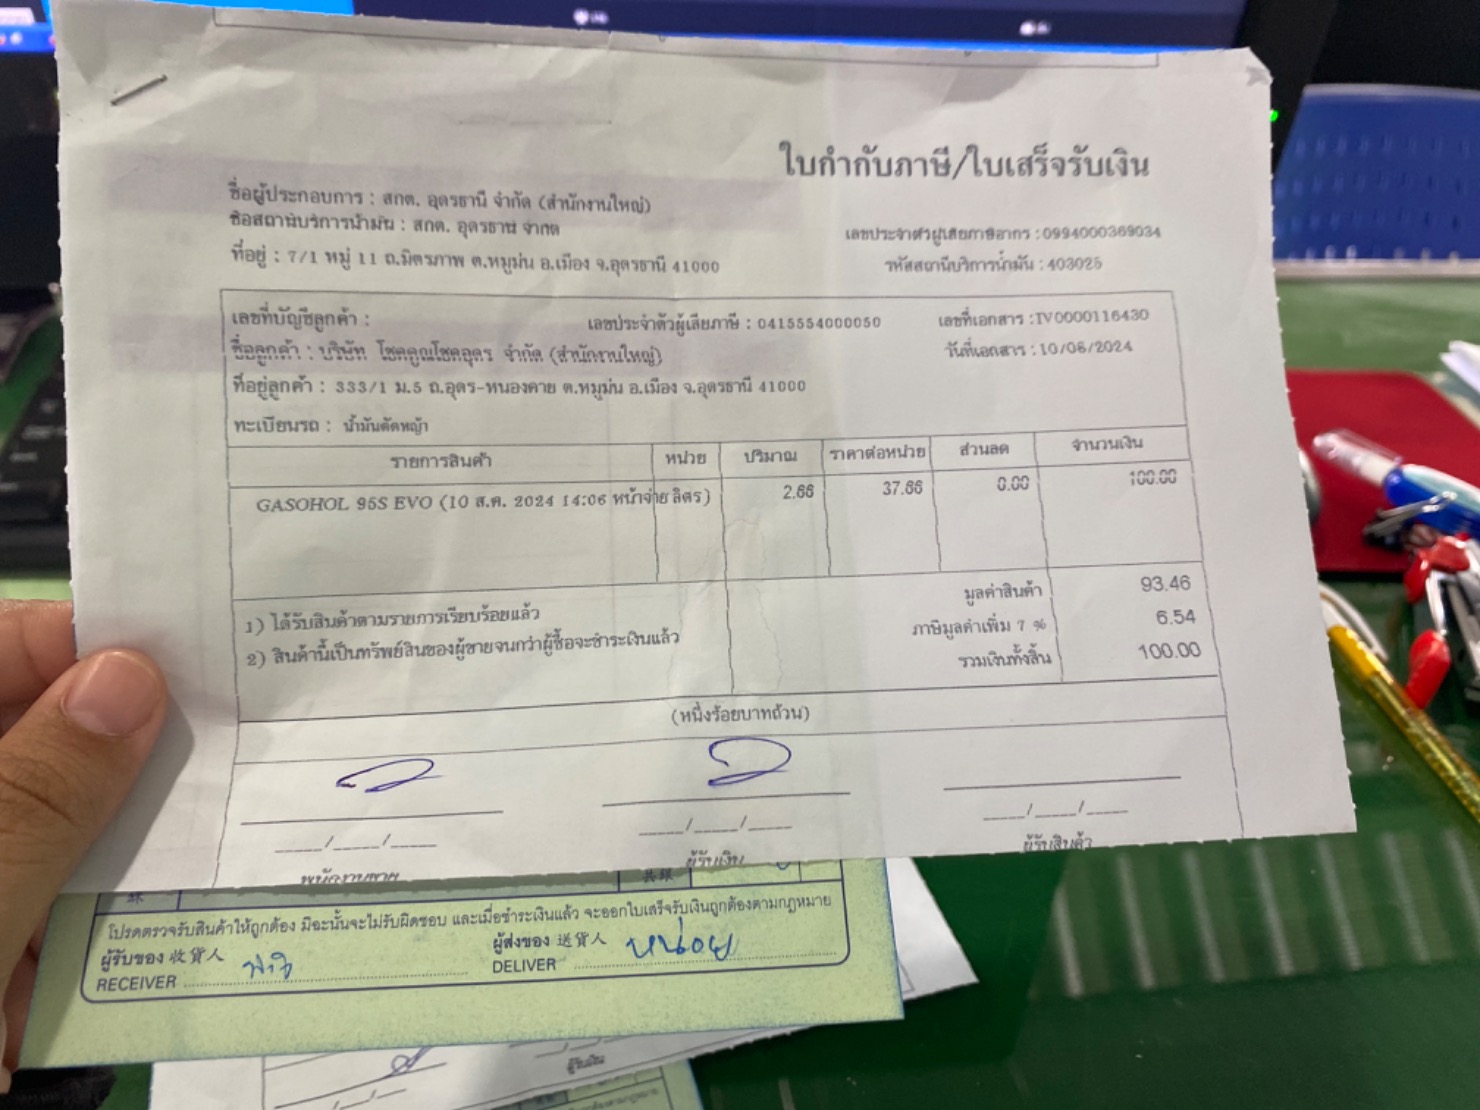 ใบกำกับภาษี/ใบเสร็จรับเงิน
ชื่อผู้ประกอบการ : สกต. อุดรธานี จำกัด (สำนักงานใหญ่)
ชื่อสถานีบริการน้ำมัน : สกต. อุดรธานี จำกัด
เลขประจำตัวผู้เสียภาษีอากร : 0994000369034
ที่อยู่ : 7/1 หมู่ 11 ถ.มิตรภาพ ต.หมูม่น อ.เมือง จ.อุดรธานี 41000
รหัสสถานีบริการน้ำมัน : 403025
เลขที่บัญชีลูกค้า : เลขประจำตัวผู้เสียภาษี : 0415554000050 เลขที่เอกสาร : IV0000116430
ชื่อลูกค้า : บริษัท โชคคูณโชคอุดร จำกัด (สำนักงานใหญ่) วันที่เอกสาร : 10/08/2024
ที่อยู่ลูกค้า : 333/1 ม.5 ถ.อุดร-หนองคาย ต.หมูม่น อ.เมือง จ.อุดรธานี 41000
ทะเบียนรถ : น้ำมันตัดหญ้า
รายการสินค้า หน่วย ปริมาณ ราคาต่อหน่วย ส่วนลด จำนวนเงิน
GASOHOL 95S EVO (10 ส.ค. 2024 14:06 หน้าจ่าย ลิตร) 2.66 37.66 0.00 100.00
มูลค่าสินค้า 93.46
1) ได้รับสินค้าตามรายการเรียบร้อยแล้ว ภาษีมูลค่าเพิ่ม 7 % 6.54
2) สินค้านี้เป็นทรัพย์สินของผู้ขายจนกว่าผู้ซื้อจะชำระเงินแล้ว รวมเงินทั้งสิ้น 100.00
(หนึ่งร้อยบาทถ้วน)
____/____/____ ____/____/____ ____/____/____
พนักงานขาย ผู้รับเงิน ผู้รับสินค้า
โปรดตรวจรับสินค้าให้ถูกต้อง มิฉะนั้นจะไม่รับผิดชอบ และเมื่อชำระเงินแล้ว จะออกใบเสร็จรับเงินถูกต้องตามกฎหมาย
ผู้รับของ 收貨人 ผู้ส่งของ 送貨人 หน่อย
RECEIVER DELIVER
ผู้รับเงิน